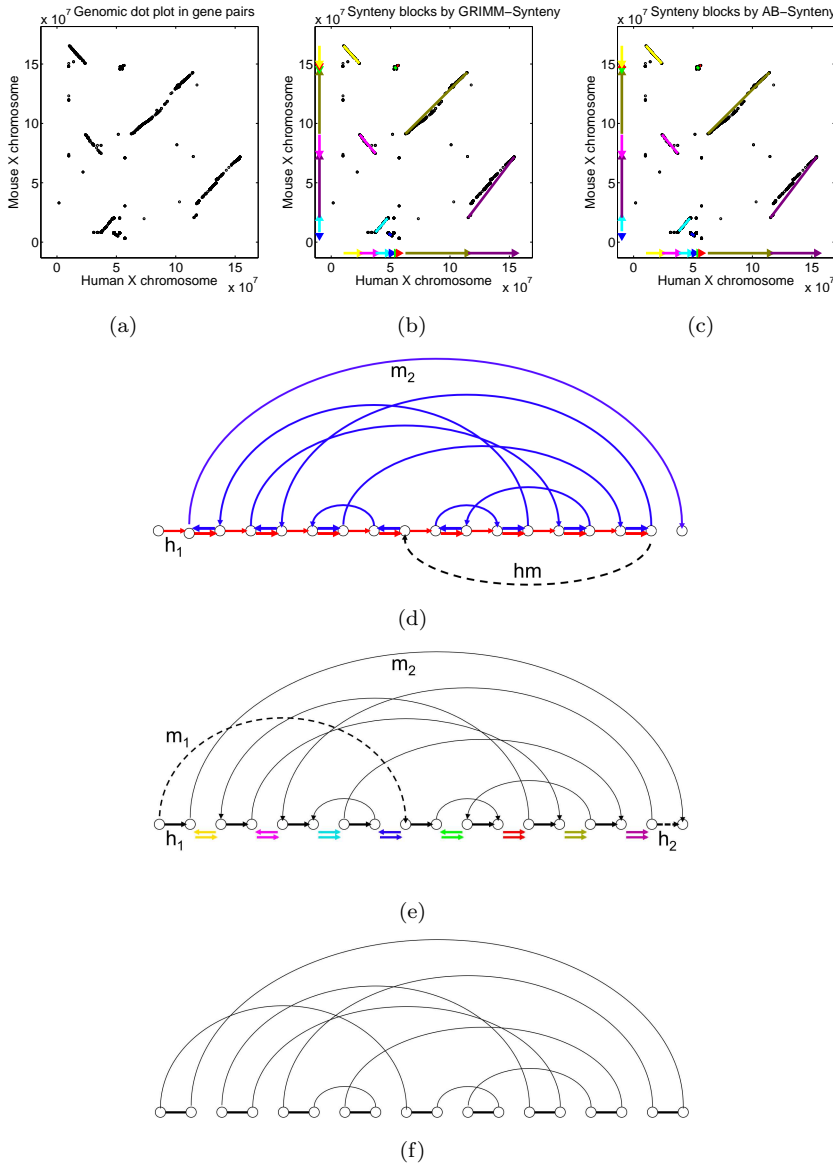 x 10^7 Genomic dot plot in gene pairs
15
10
5
0
Mouse X chromosome
0 5 10 15
Human X chromosome
x 10^7
(a)
x 10^7 Synteny blocks by GRIMM−Synteny
15
10
5
0
Mouse X chromosome
0 5 10 15
Human X chromosome
x 10^7
(b)
x 10^7 Synteny blocks by AB−Synteny
15
10
5
0
Mouse X chromosome
0 5 10 15
Human X chromosome
x 10^7
(c)
m2
h1
hm
(d)
m2
m1
h1
h2
(e)
(f)